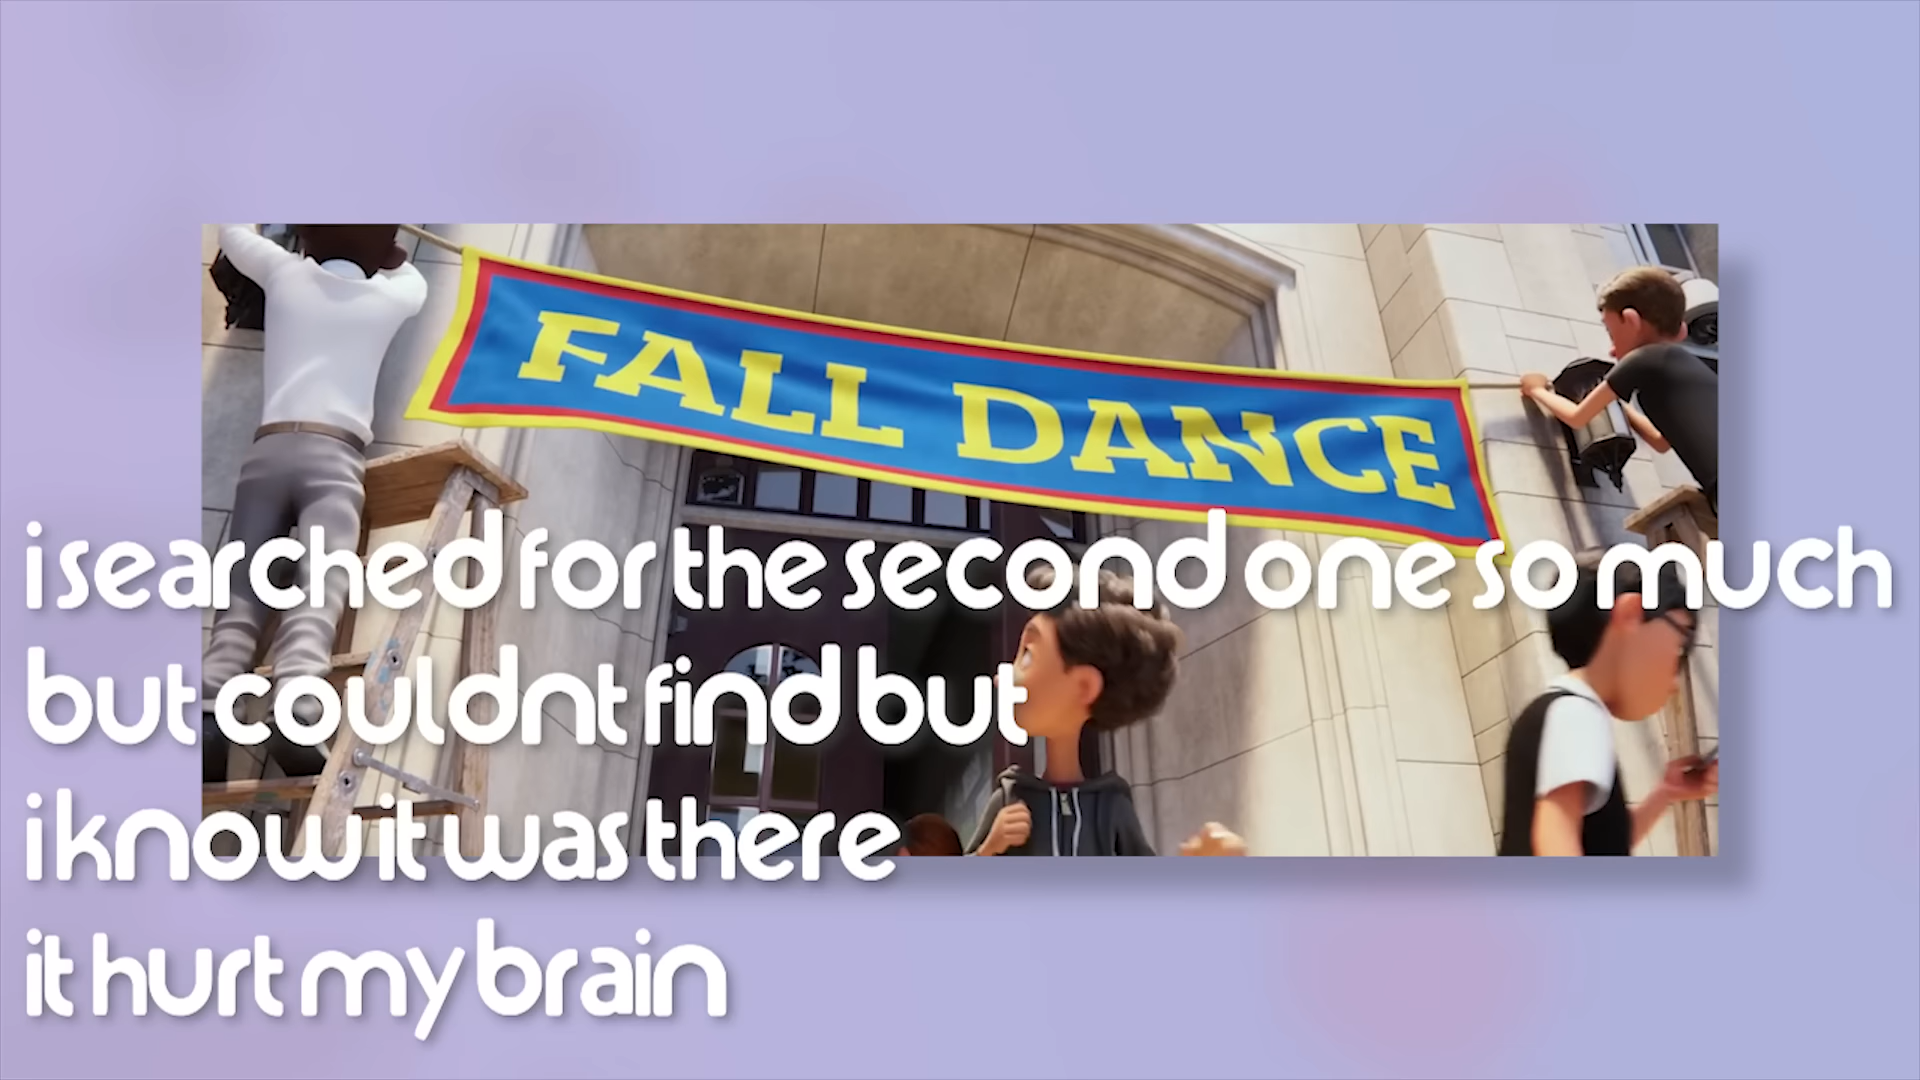 FALL DANCE
i searched for the second one so much
but couldnt find but
i know it was there
it hurt my brain